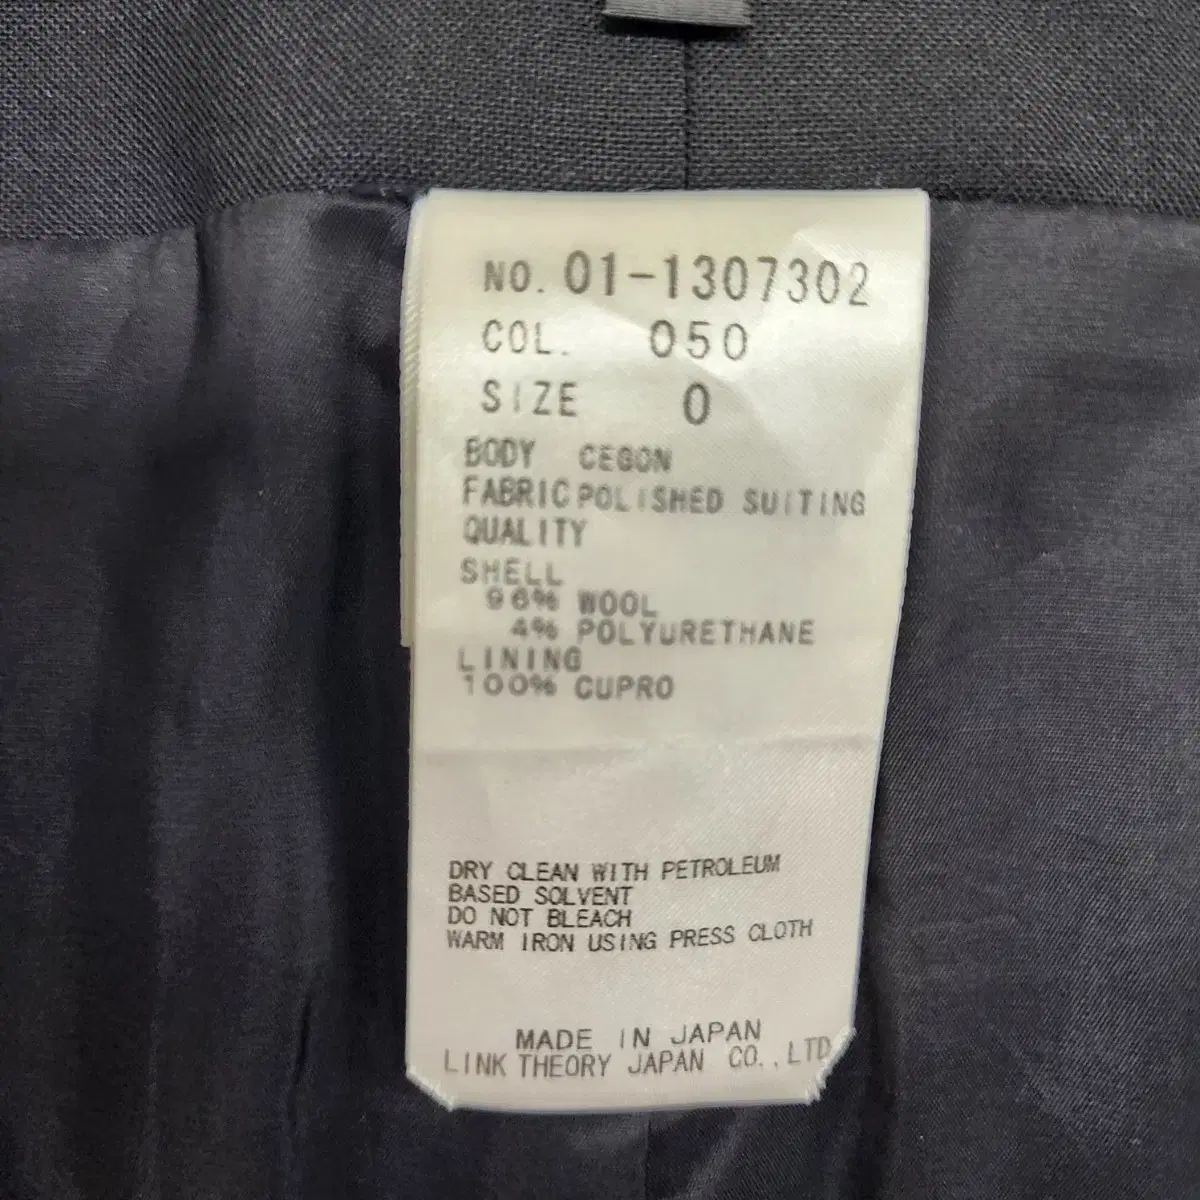 NO. 01-1307302
COL. 050
SIZE 0
BODY CEGON
FABRIC POLISHED SUITING
QUALITY
SHELL
96% WOOL
4% POLYURETHANE
LINING
100% CUPRO
DRY CLEAN WITH PETROLEUM
BASED SOLVENT
DO NOT BLEACH
WARM IRON USING PRESS CLOTH
MADE IN JAPAN
LINK THEORY JAPAN CO., LTD